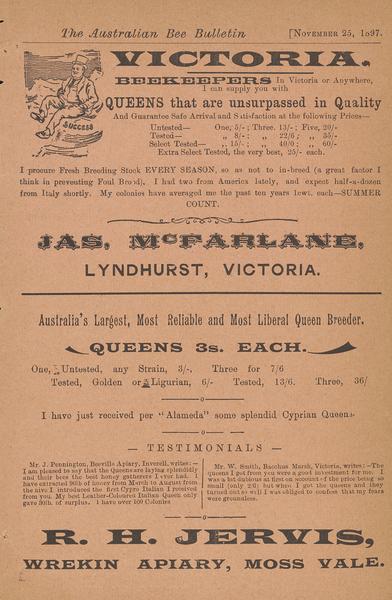 The Australian Bee Bulletin [NOVEMBER 25, 1897.
SUCCESS
VICTORIA.
BEEKEEPERS In Victoria or Anywhere,
I can supply you with
QUEENS that are unsurpassed in Quality
And Guarantee Safe Arrival and Satisfaction at the following Prices—
Untested— One, 5/-; Three. 13/-; Five, 20/-
Tested— „ 8/-; „ 22/6; „ 35/-
Select Tested— „ 15/-; „ 40/0; „ 60/-
Extra Select Tested, the very best, 25/- each.
I procure Fresh Breeding Stock EVERY SEASON, so as not to in-breed (a great factor I
think in preventing Foul Brood). I had two from America lately, and expect half-a-dozen
from Italy shortly. My colonies have averaged the past ten years 1cwt. each—SUMMER
COUNT.
JAS. McFARLANE,
LYNDHURST, VICTORIA.
Australia's Largest, Most Reliable and Most Liberal Queen Breeder.
QUEENS 3s. EACH.
One, Untested, any Strain, 3/-, Three for 7/6
Tested, Golden or Ligurian, 6/- Tested, 13/6. Three, 36/
I have just received per "Alameda" some splendid Cyprian Queens
— TESTIMONIALS —
Mr. J. Pennington, Beeville Apiary, Inverell, writes:—
I am pleased to say that the Queens are laying splendidly
and their bees the best honey gatherers I ever had. I
have extracted 96lb of honey from March to August from
the hive I introduced the first Cypro Italian I received
from you. My best Leather-Coloured Italian Queen only
gave 36lb. of surplus. I have over 100 Colonies
Mr. W. Smith, Bacchus Marsh, Victoria, writes:—The
queens I got from you were a good investment for me. I
was a bit dubious at first on account of the price being so
small (only 2/6) but when I got the queens and they
turned out so well I was obliged to confess that my fears
were groundless.
R. H. JERVIS,
WREKIN APIARY, MOSS VALE.